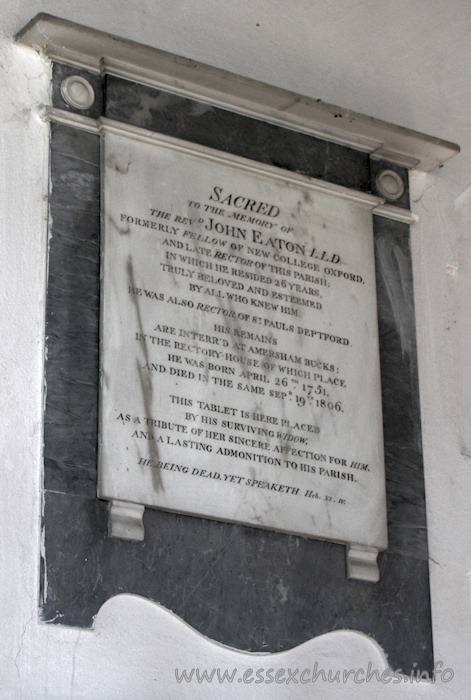 SACRED
TO THE MEMORY OF
THE REVᴰ JOHN EATON LLD
FORMERLY FELLOW OF NEW COLLEGE OXFORD,
AND LATE RECTOR OF THIS PARISH;
IN WHICH HE RESIDED 26 YEARS,
TRULY BELOVED AND ESTEEMED
BY ALL WHO KNEW HIM.
HE WAS ALSO RECTOR OF Sᵀ PAULS DEPTFORD.
HIS REMAINS
ARE INTERR'D AT AMERSHAM BUCKS:
IN THE RECTORY-HOUSE OF WHICH PLACE
HE WAS BORN APRIL 26ᵀᴴ 1751.
AND DIED IN THE SAME SEPᴿ 19ᵀᴴ 1806.
THIS TABLET IS HERE PLACED
BY HIS SURVIVING WIDOW,
AS A TRIBUTE OF HER SINCERE AFFECTION FOR HIM,
AND A LASTING ADMONITION TO HIS PARISH.
HE, BEING DEAD, YET SPEAKETH. Heb. XI. IV.
www.essexchurches.info